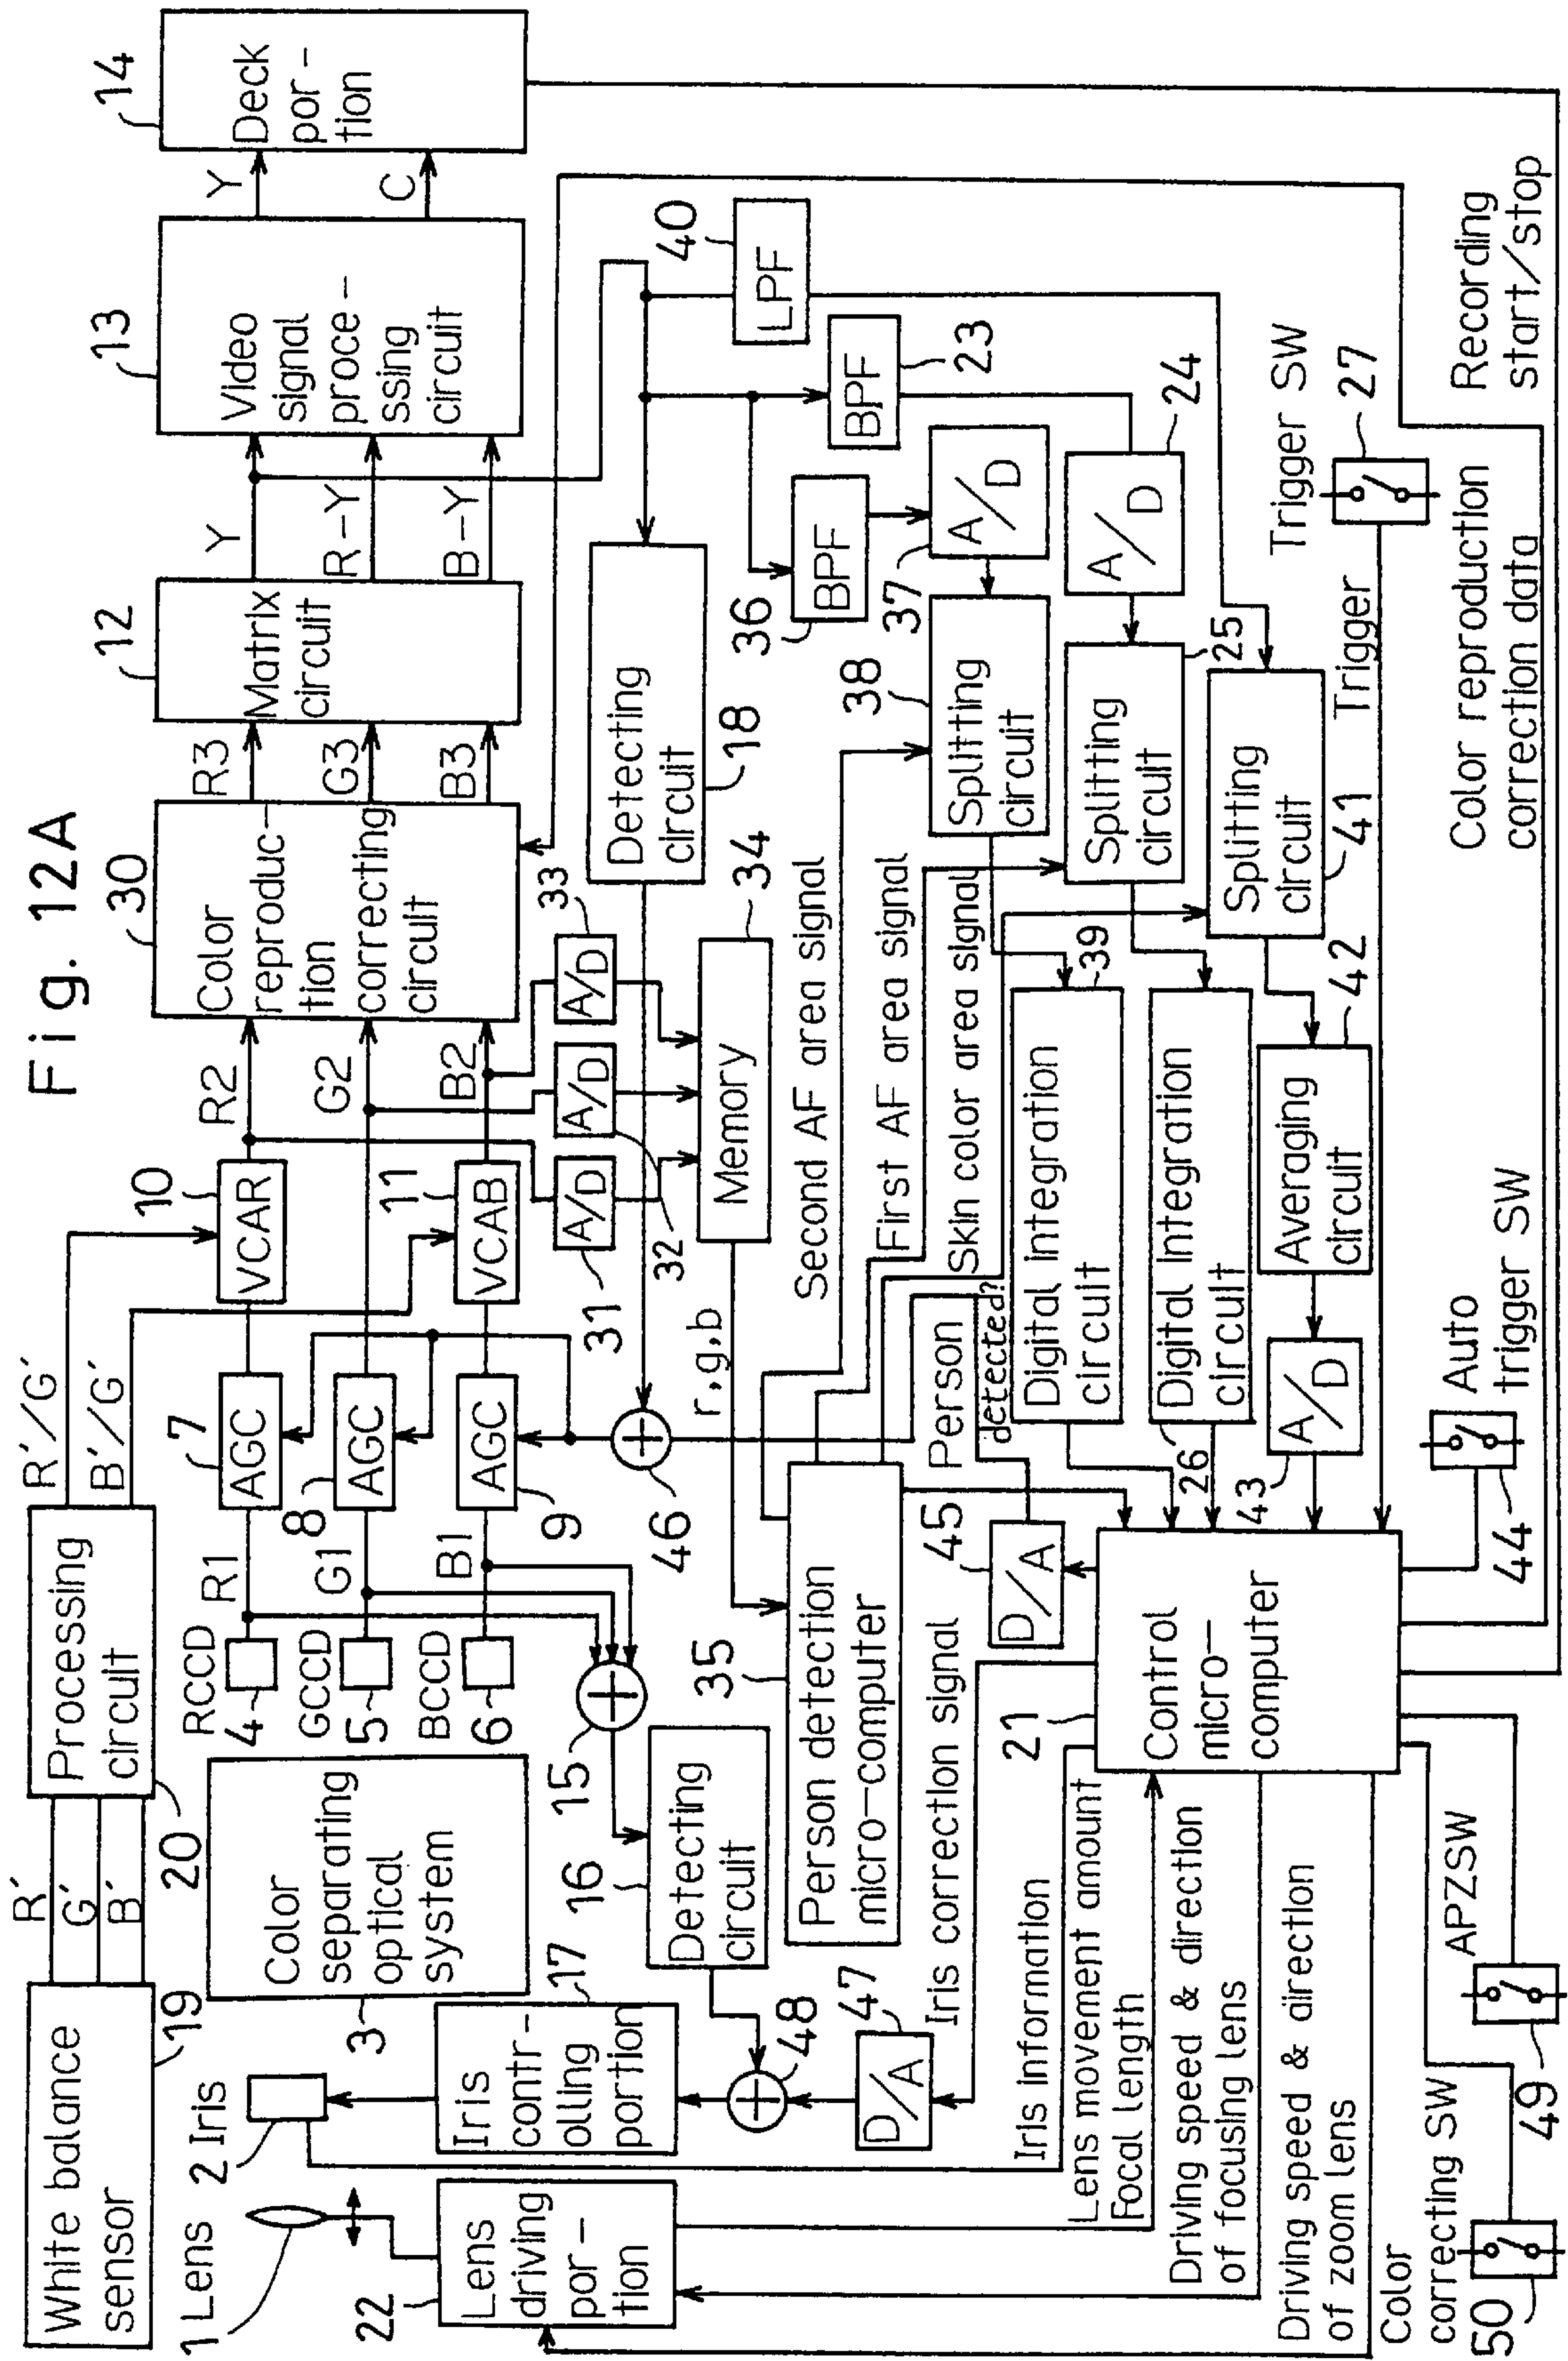 Fig. 12A
White balance
sensor
19
R′
G′
B′
Processing
circuit
20
R′/G′
B′/G′
1 Lens
2 Iris
3
Color
separating
optical
system
RCCD
4
GCCD
5
BCCD
6
R1
G1
B1
7
AGC
8
AGC
9
AGC
10
VCAR
11
VCAB
R2
G2
B2
30
Color
reproduc-
tion
correcting
circuit
R3
G3
B3
12
Matrix
circuit
Y
R-Y
B-Y
13
Video
signal
proce-
ssing
circuit
Y
C
14
Deck
por-
tion
22
Lens
driving
por-
tion
Iris
contr-
olling
portion
17
48
47
D/A
16
Detecting
circuit
15
46
31
A/D
32
A/D
33
A/D
34
Memory
r,g,b
Detecting
circuit
18
36
BPF
BPF
23
40
LPF
37
A/D
A/D
24
38
Splitting
circuit
Splitting
circuit
25
Splitting
circuit
41
Second AF area signal
First AF area signal
Skin color area signal
35
Person detection
micro-computer
Person
detected?
39
Digital integration
circuit
26
Digital integration
circuit
42
Averaging
circuit
43
A/D
45
D/A
Iris correction signal
21
Control
micro-
computer
Iris information
Lens movement amount
Focal length
Driving speed & direction
of focusing lens
Driving speed & direction
of zoom lens
Trigger SW
27
Trigger
Auto
trigger SW
44
APZSW
49
Color
correcting SW
50
Color reproduction
correction data
Recording
start/stop